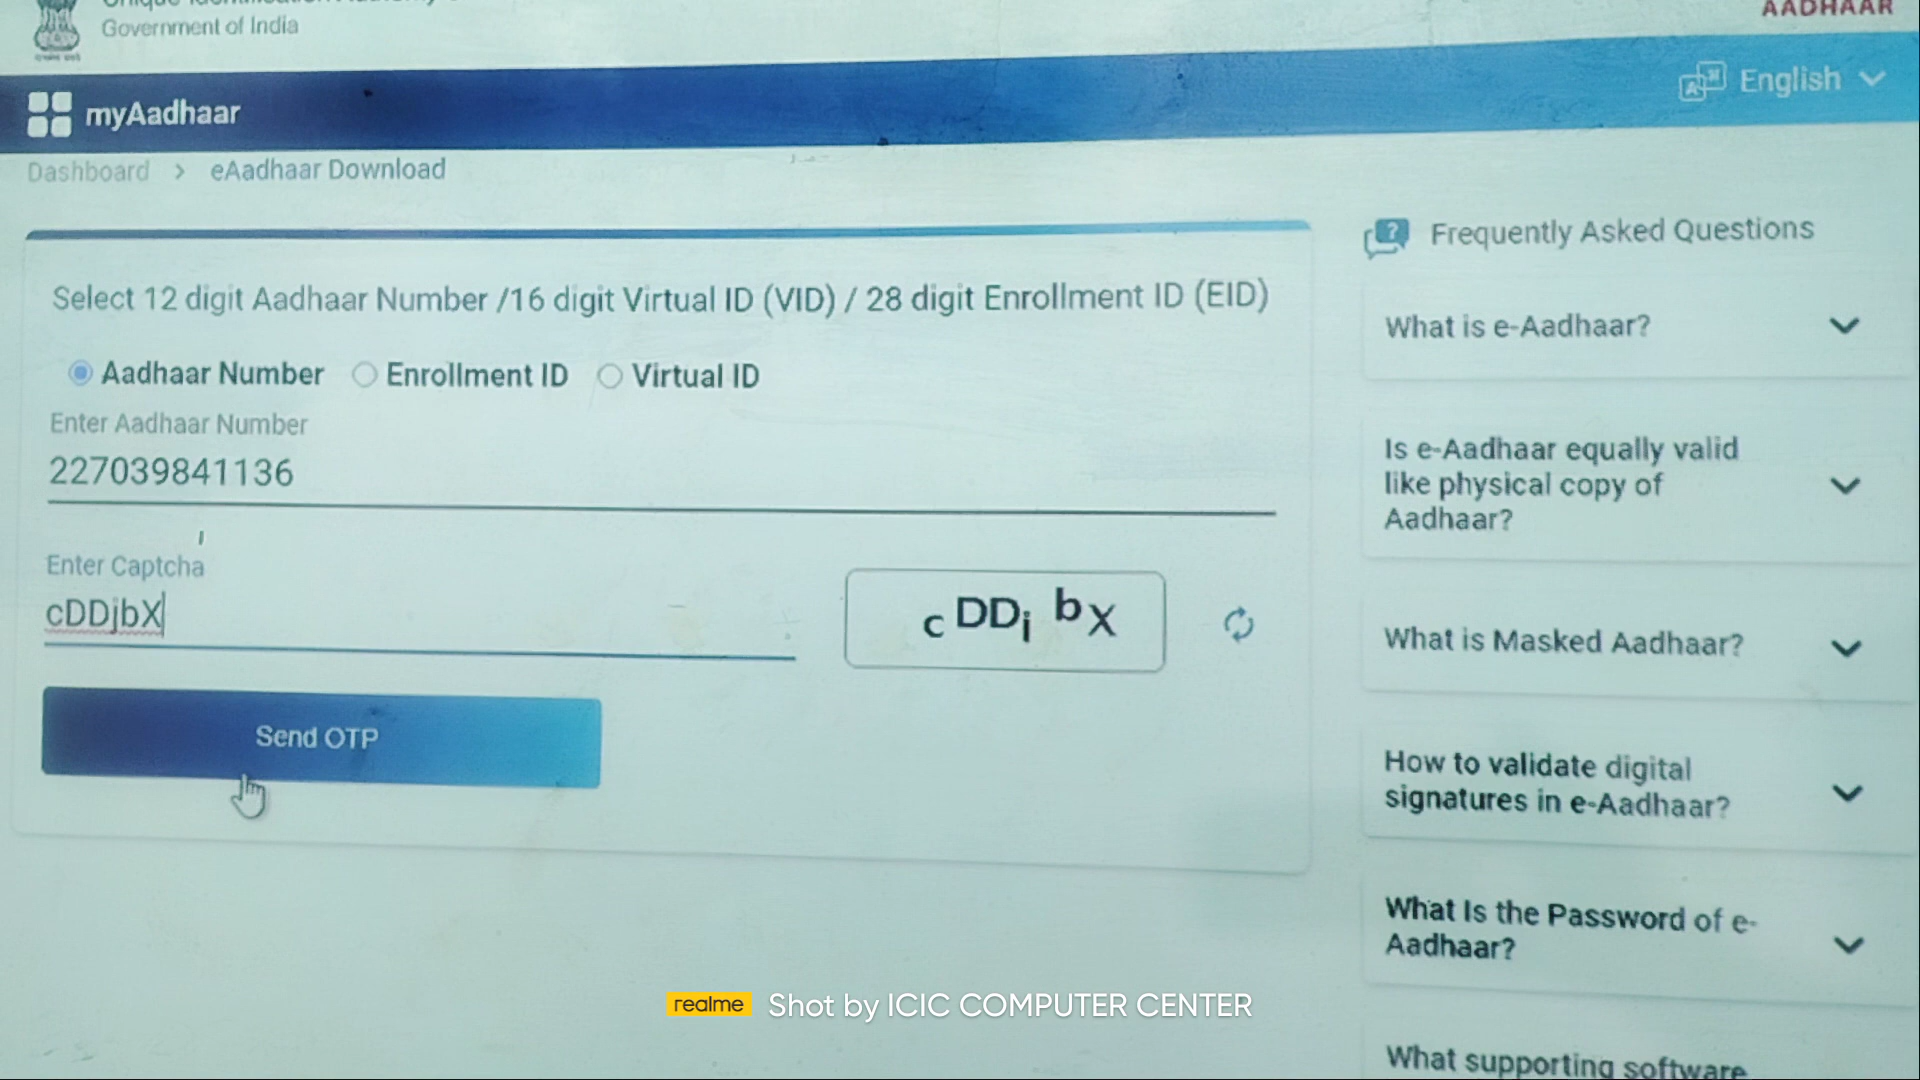 Government of India
AADHAAR
myAadhaar
English
Dashboard > eAadhaar Download
Select 12 digit Aadhaar Number /16 digit Virtual ID (VID) / 28 digit Enrollment ID (EID)
Aadhaar Number Enrollment ID Virtual ID
Enter Aadhaar Number
227039841136
Enter Captcha
cDDjbX
cDDjbX
Send OTP
Frequently Asked Questions
What is e-Aadhaar?
Is e-Aadhaar equally valid
like physical copy of
Aadhaar?
What is Masked Aadhaar?
How to validate digital
signatures in e-Aadhaar?
What Is the Password of e-
Aadhaar?
What supporting software
realme Shot by ICIC COMPUTER CENTER